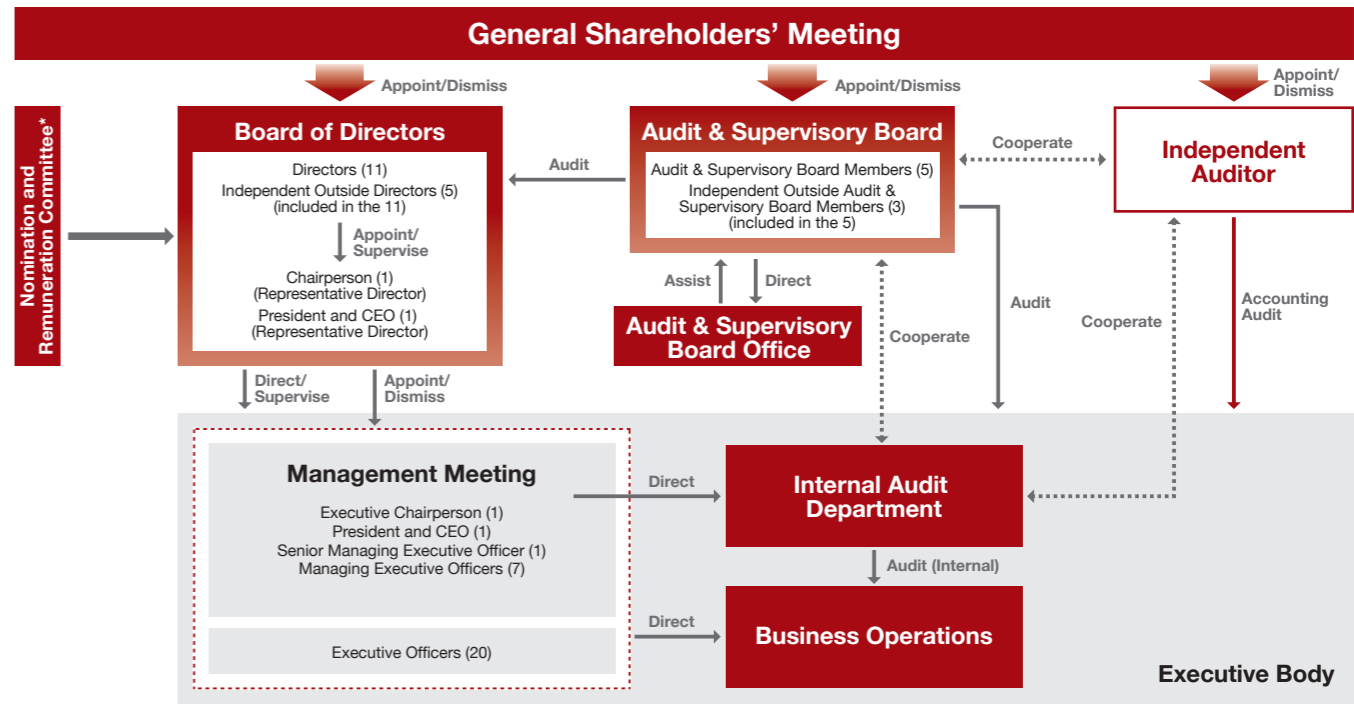 General Shareholders' Meeting
Appoint/Dismiss
Appoint/Dismiss
Appoint/
Dismiss
Nomination and
Remuneration Committee*
Board of Directors
Directors (11)
Independent Outside Directors (5)
(included in the 11)
Appoint/
Supervise
Chairperson (1)
(Representative Director)
President and CEO (1)
(Representative Director)
Audit
Audit & Supervisory Board
Audit & Supervisory Board Members (5)
Independent Outside Audit &
Supervisory Board Members (3)
(included in the 5)
Cooperate
Independent
Auditor
Assist
Direct
Audit & Supervisory
Board Office
Cooperate
Audit
Cooperate
Accounting
Audit
Direct/
Supervise
Appoint/
Dismiss
Management Meeting
Executive Chairperson (1)
President and CEO (1)
Senior Managing Executive Officer (1)
Managing Executive Officers (7)
Direct
Internal Audit
Department
Audit (Internal)
Executive Officers (20)
Direct
Business Operations
Executive Body